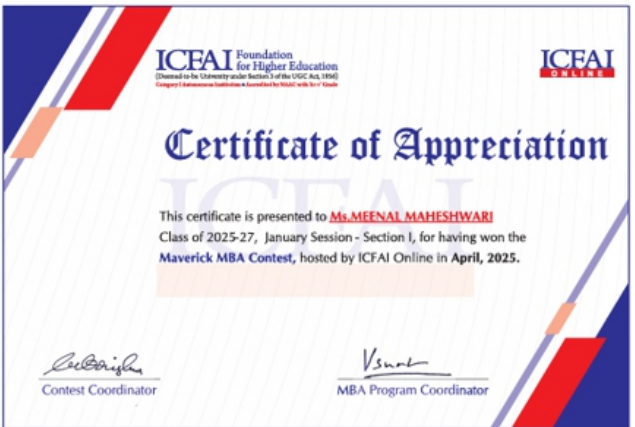 ICFAI Foundation
for Higher Education
(Deemed-to-be University under Section 3 of the UGC Act, 1956)
ICFAI
ONLINE
Certificate of Appreciation
ICFAI
This certificate is presented to Ms.MEENAL MAHESHWARI
Class of 2025-27, January Session - Section I, for having won the
Maverick MBA Contest, hosted by ICFAI Online in April, 2025.
Contest Coordinator
MBA Program Coordinator